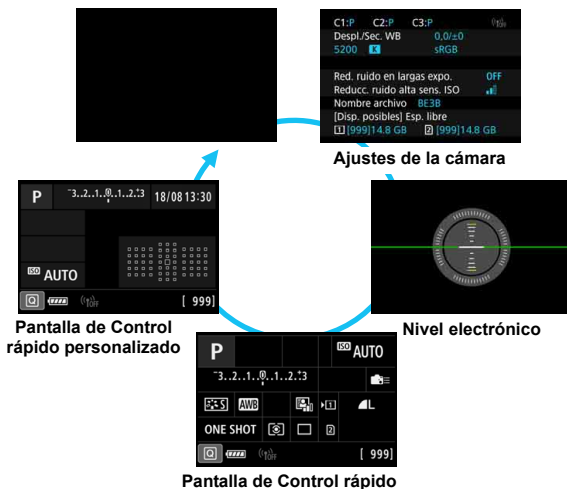 C1:P C2:P C3:P OFF
Despl./Sec. WB 0,0/±0
5200 K sRGB
Red. ruido en largas expo. OFF
Reducc. ruido alta sens. ISO
Nombre archivo BE3B
[Disp. posibles] Esp. libre
1 [999]14.8 GB 2 [999]14.8 GB
Ajustes de la cámara
P -3..2..1..0..1..2..+3 18/08 13:30
ISO AUTO
Q OFF [ 999]
Pantalla de Control
rápido personalizado
Nivel electrónico
P ISO AUTO
-3..2..1..0..1..2..+3
S AWB 1 L
ONE SHOT 2
Q OFF [ 999]
Pantalla de Control rápido